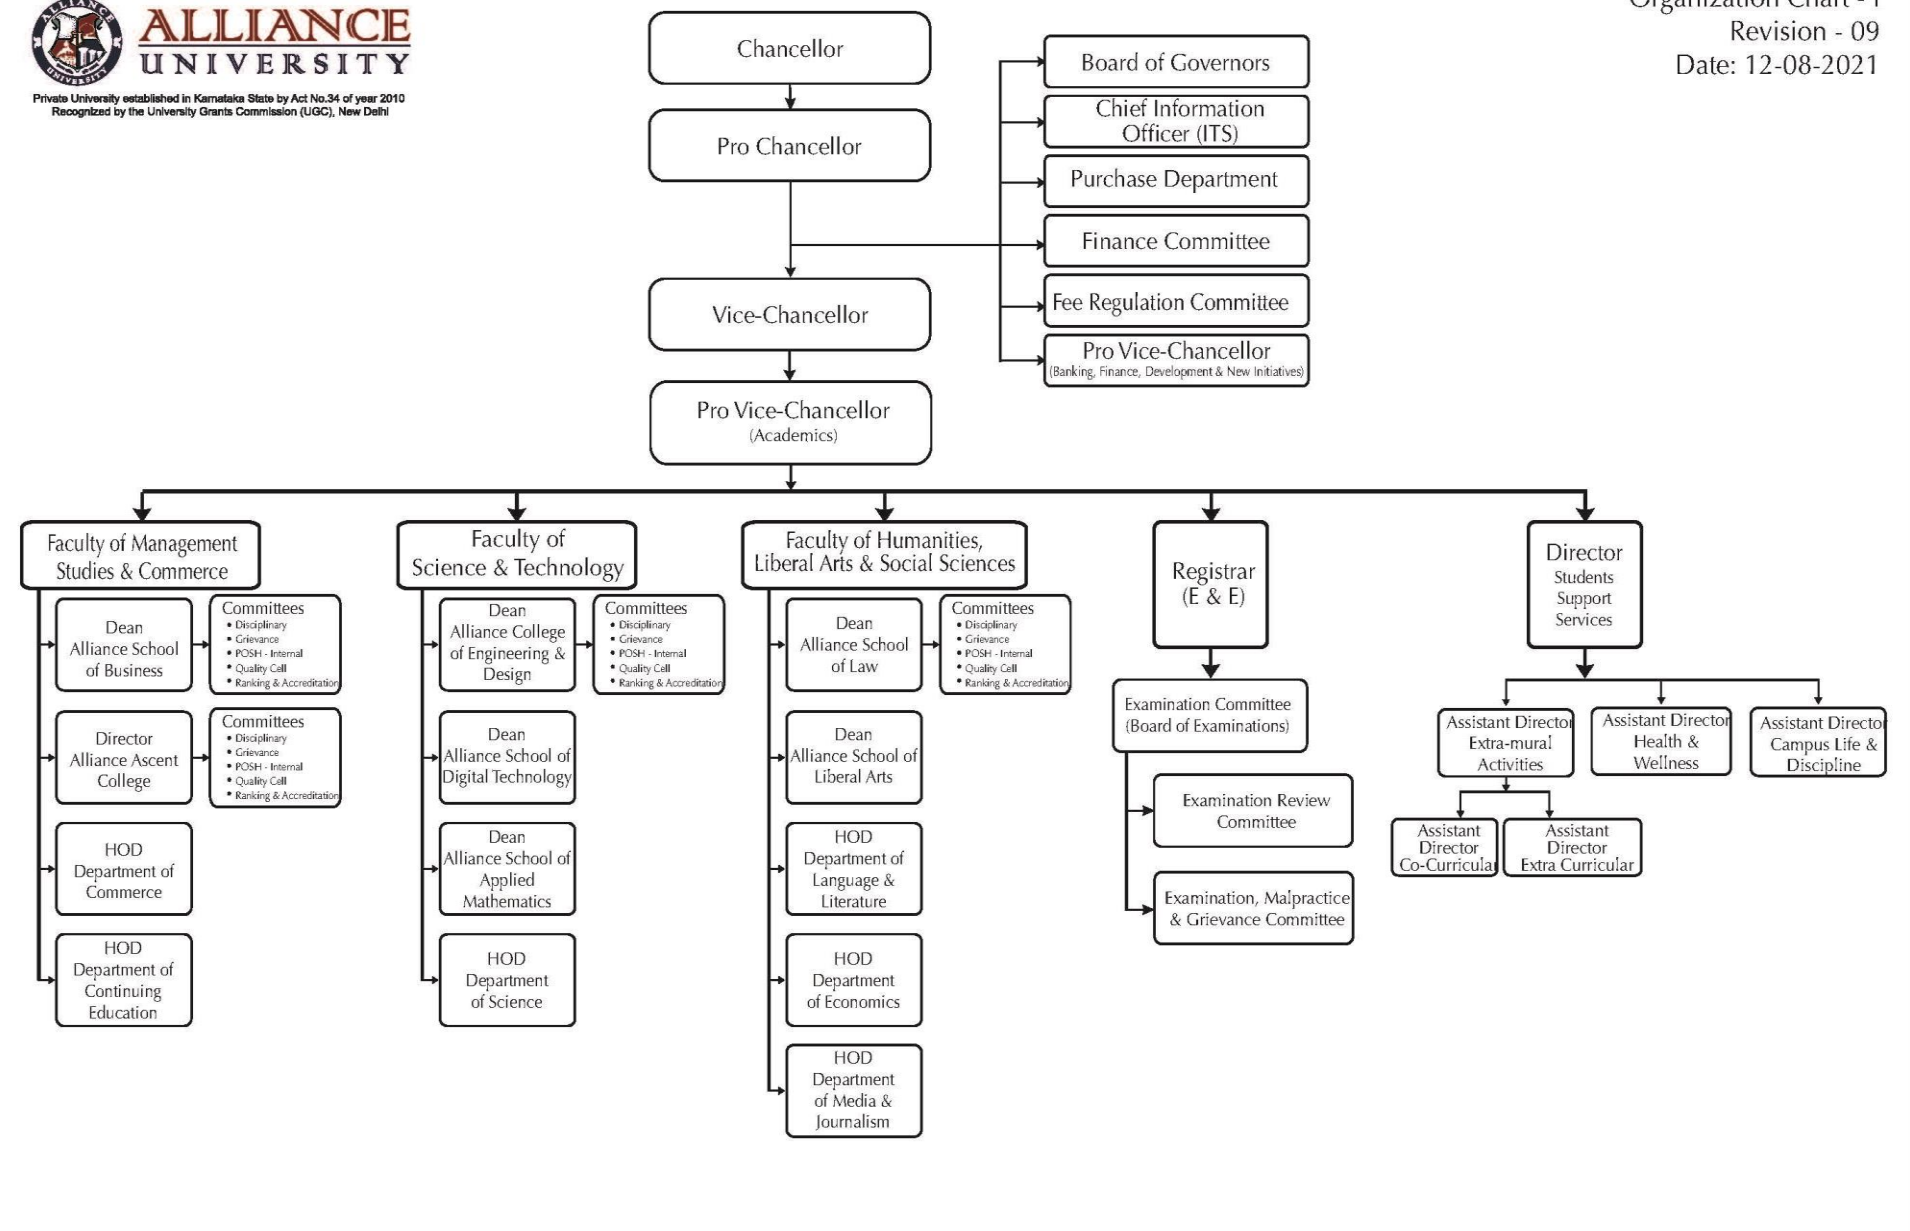 ALLIANCE
UNIVERSITY
ALLIANCE
UNIVERSITY
Private University established in Karnataka State by Act No.34 of year 2010
Recognized by the University Grants Commission (UGC), New Delhi
Organization Chart - I
Revision - 09
Date: 12-08-2021
Chancellor
Pro Chancellor
Board of Governors
Chief Information
Officer (ITS)
Purchase Department
Finance Committee
Fee Regulation Committee
Pro Vice-Chancellor
(Banking, Finance, Development & New Initiatives)
Vice-Chancellor
Pro Vice-Chancellor
(Academics)
Faculty of Management
Studies & Commerce
Dean
Alliance School
of Business
Committees
• Disciplinary
• Grievance
• POSH - Internal
• Quality Cell
• Ranking & Accreditation
Director
Alliance Ascent
College
Committees
• Disciplinary
• Grievance
• POSH - Internal
• Quality Cell
• Ranking & Accreditation
HOD
Department of
Commerce
HOD
Department of
Continuing
Education
Faculty of
Science & Technology
Dean
Alliance College
of Engineering &
Design
Committees
• Disciplinary
• Grievance
• POSH - Internal
• Quality Cell
• Ranking & Accreditation
Dean
Alliance School of
Digital Technology
Dean
Alliance School of
Applied
Mathematics
HOD
Department
of Science
Faculty of Humanities,
Liberal Arts & Social Sciences
Dean
Alliance School
of Law
Committees
• Disciplinary
• Grievance
• POSH - Internal
• Quality Cell
• Ranking & Accreditation
Dean
Alliance School of
Liberal Arts
HOD
Department of
Language &
Literature
HOD
Department
of Economics
HOD
Department
of Media &
Journalism
Registrar
(E & E)
Examination Committee
(Board of Examinations)
Examination Review
Committee
Examination, Malpractice
& Grievance Committee
Director
Students
Support
Services
Assistant Director
Extra-mural
Activities
Assistant Director
Health &
Wellness
Assistant Director
Campus Life &
Discipline
Assistant
Director
Co-Curricular
Assistant
Director
Extra Curricular